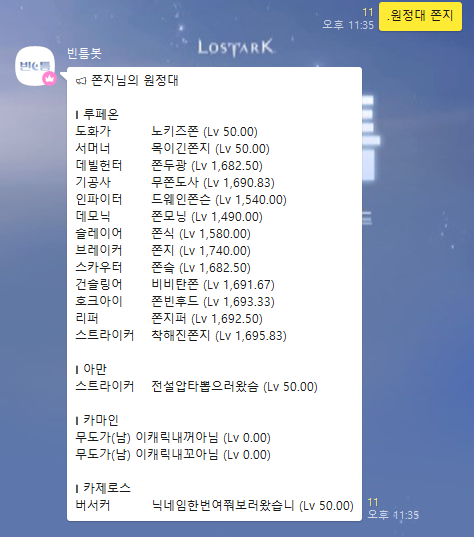 11
오후 11:35
.원정대 쫀지
빈틈
빈틈봇
LOSTARK
쫀지님의 원정대
루페온
도화가 노키즈쫀 (Lv 50.00)
서머너 목이긴쫀지 (Lv 50.00)
데빌헌터 쫀두광 (Lv 1,682.50)
기공사 무쫀도사 (Lv 1,690.83)
인파이터 드웨인쫀슨 (Lv 1,540.00)
데모닉 쫀모닝 (Lv 1,490.00)
슬레이어 쫀식 (Lv 1,580.00)
브레이커 쫀지 (Lv 1,740.00)
스카우터 쫀솤 (Lv 1,682.50)
건슬링어 비비탄쫀 (Lv 1,691.67)
호크아이 쫀빈후드 (Lv 1,693.33)
리퍼 쫀지퍼 (Lv 1,692.50)
스트라이커 착해진쫀지 (Lv 1,695.83)
아만
스트라이커 전설압타뽑으러왔슴 (Lv 50.00)
카마인
무도가(남) 이캐릭내꺼아님 (Lv 0.00)
무도가(남) 이캐릭내꼬아님 (Lv 0.00)
카제로스
버서커 닉네임한번여쭤보러왔습니 (Lv 50.00)
11
오후 11:35